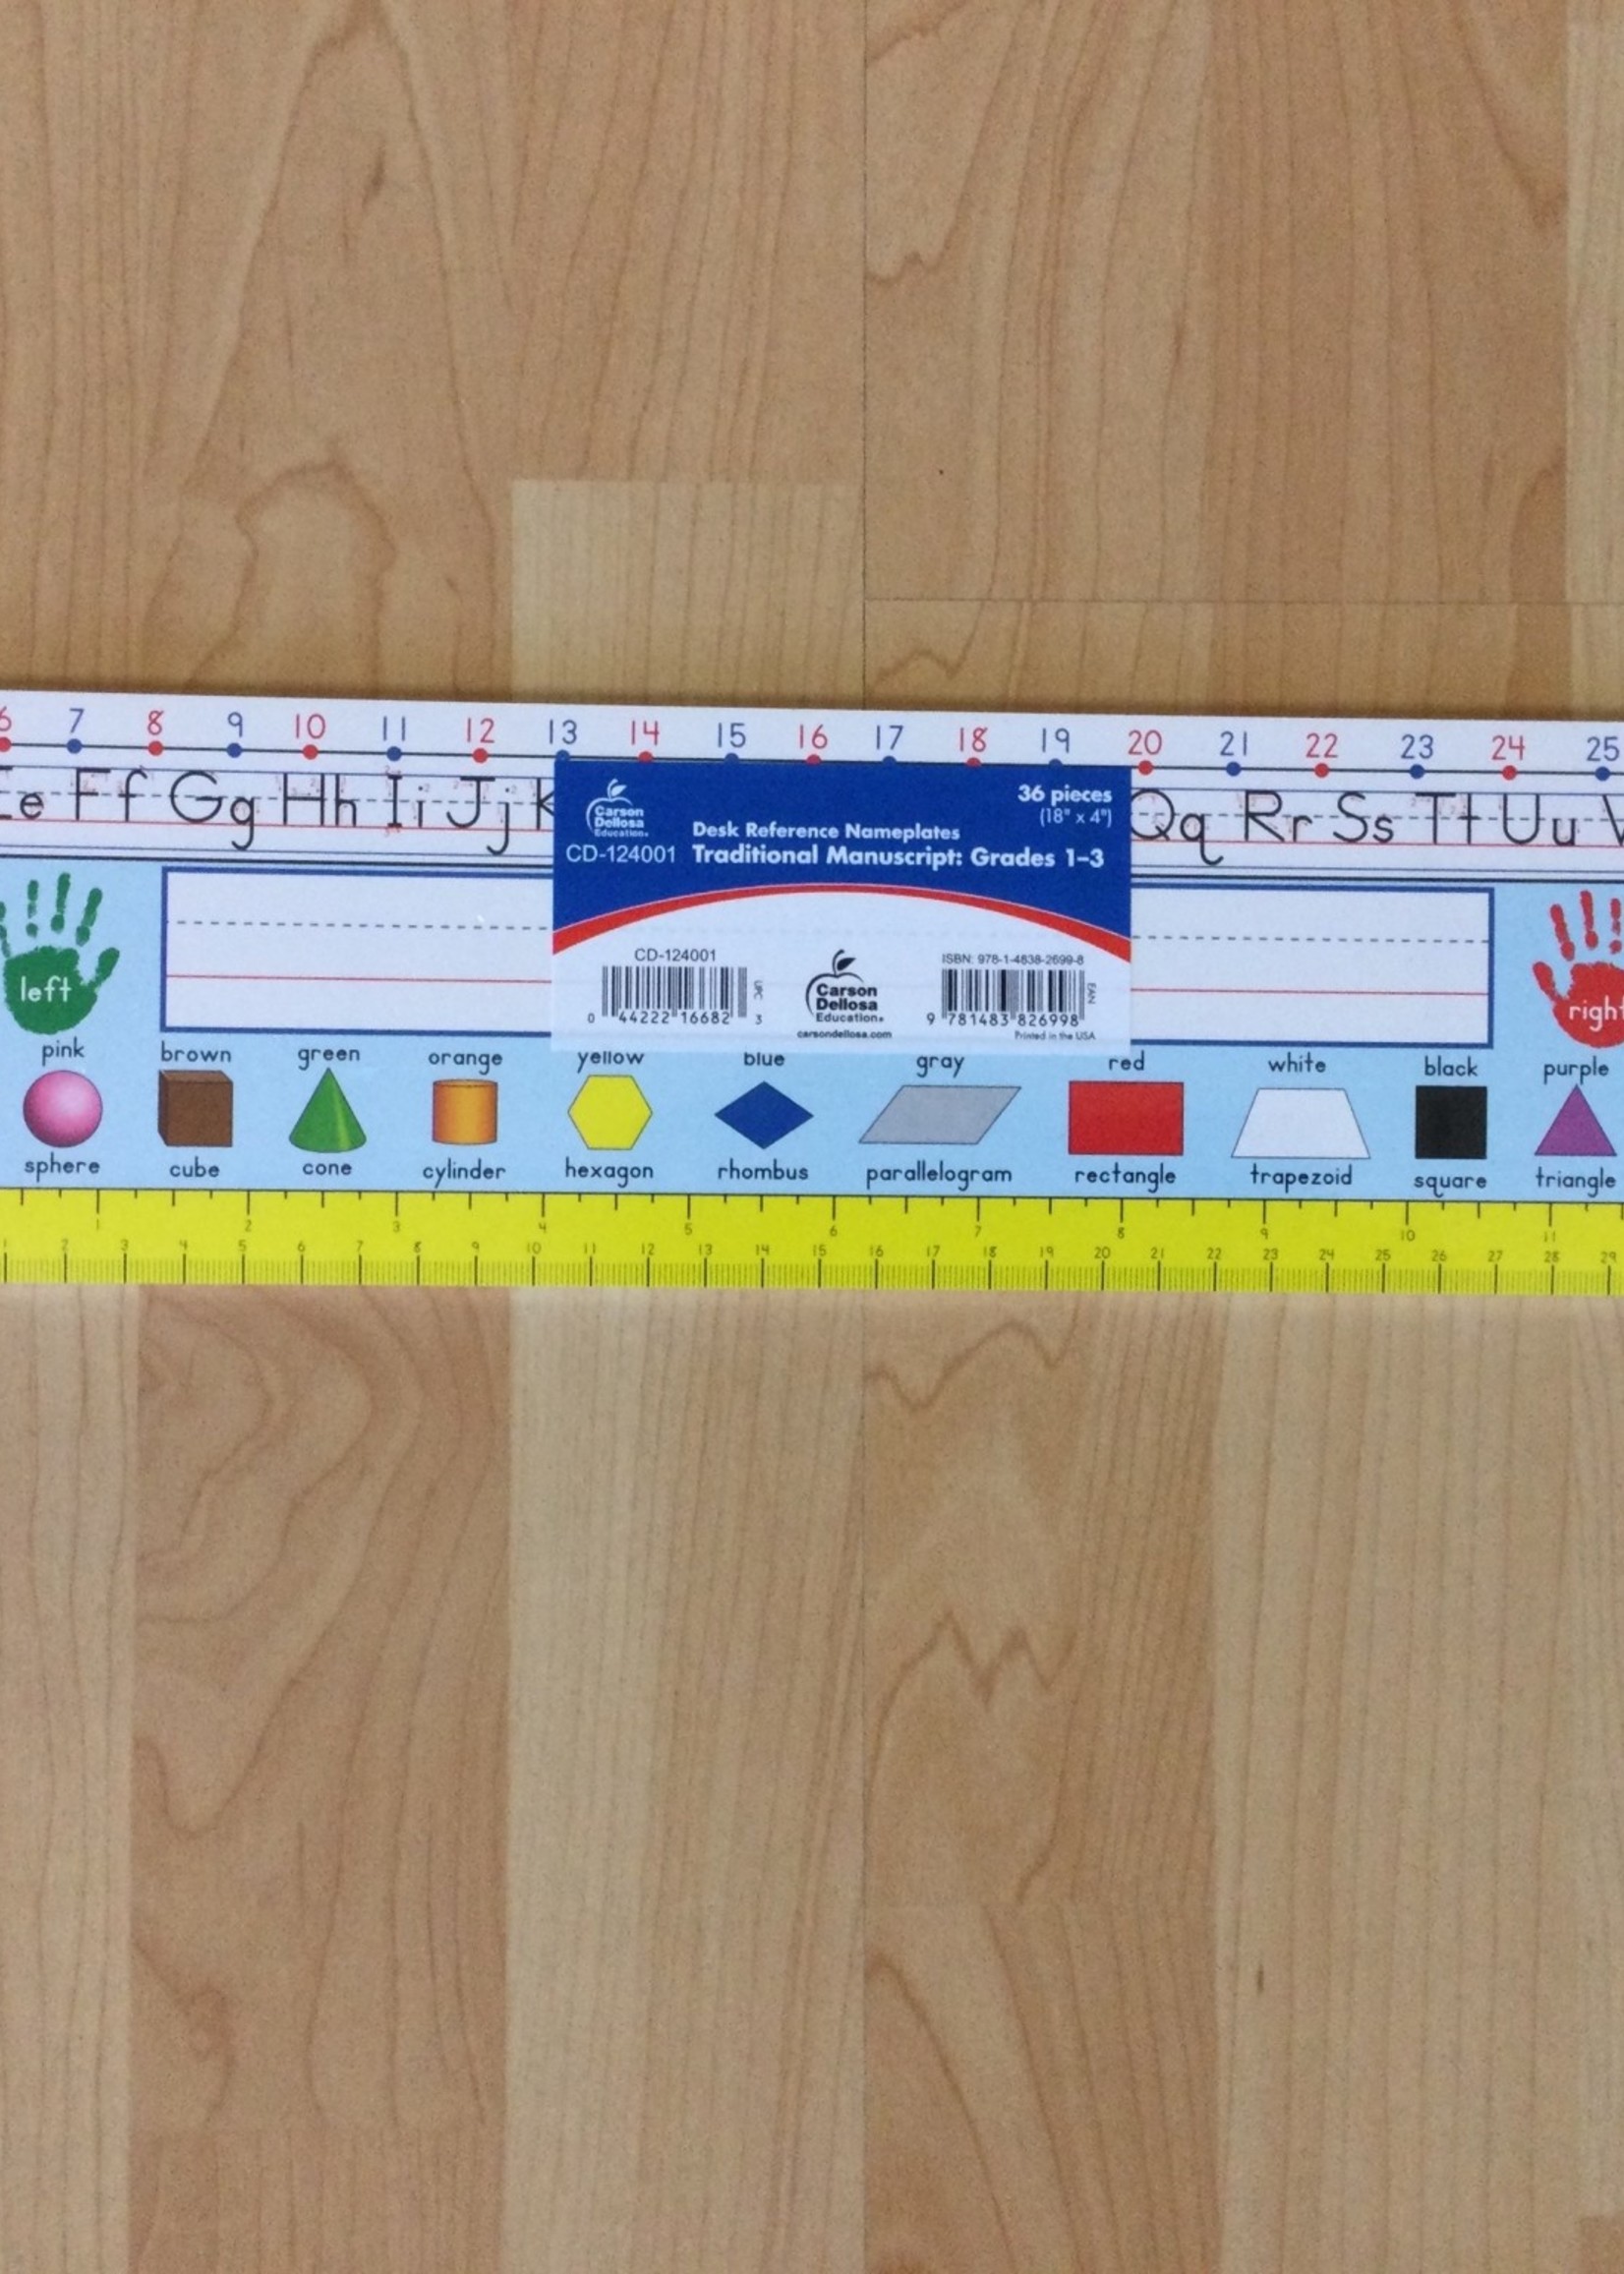 6 7 8 9 10 11 12 13 14 15 16 17 18 19 20 21 22 23 24 25
e Ff Gg Hh Ii Jj K Qq Rr Ss Tt Uu V
Carson
Dellosa
Education
CD-124001
36 pieces
(18" x 4")
Desk Reference Nameplates
Traditional Manuscript: Grades 1-3
left
right
CD-124001
UPC
0 44222 16682 3
Carson
Dellosa
Education
carsondellosa.com
ISBN: 978-1-4838-2699-8
EAN
9 781483 826998
Printed in the USA
pink brown green orange yellow blue gray red white black purple
sphere cube cone cylinder hexagon rhombus parallelogram rectangle trapezoid square triangle
1 2 3 4 5 6 7 8 9 10 11
1 2 3 4 5 6 7 8 9 10 11 12 13 14 15 16 17 18 19 20 21 22 23 24 25 26 27 28 29